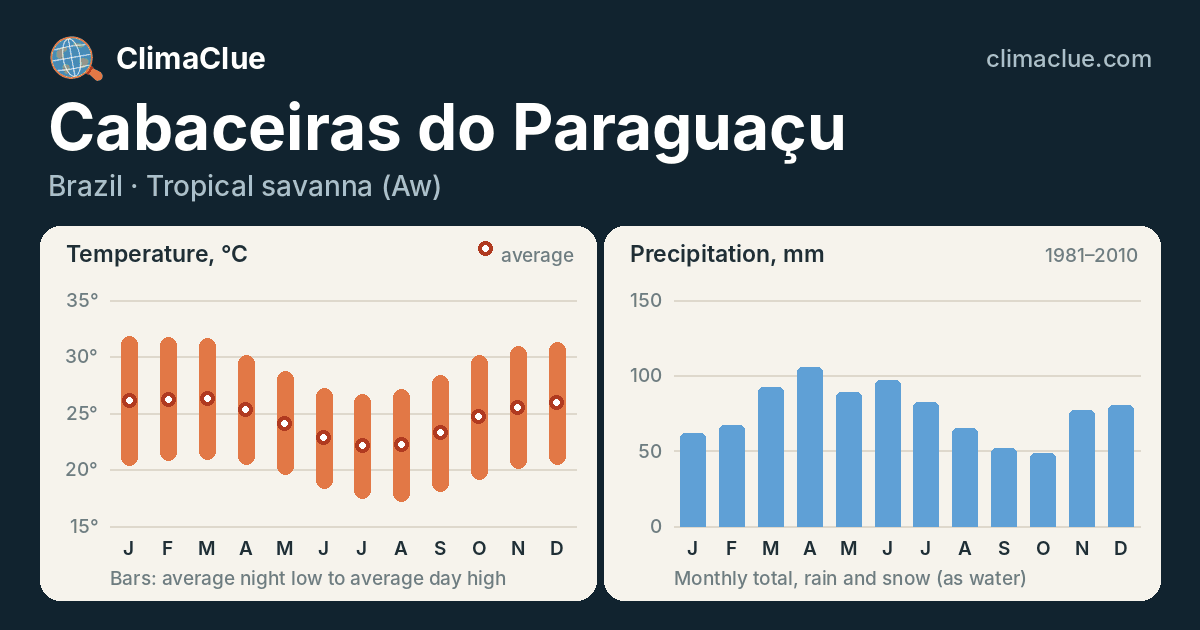 ClimaClue
climaclue.com
Cabaceiras do Paraguaçu
Brazil · Tropical savanna (Aw)
Temperature, °C
average
35°
30°
25°
20°
15°
J F M A M J J A S O N D
Bars: average night low to average day high
Precipitation, mm
1981–2010
150
100
50
0
J F M A M J J A S O N D
Monthly total, rain and snow (as water)